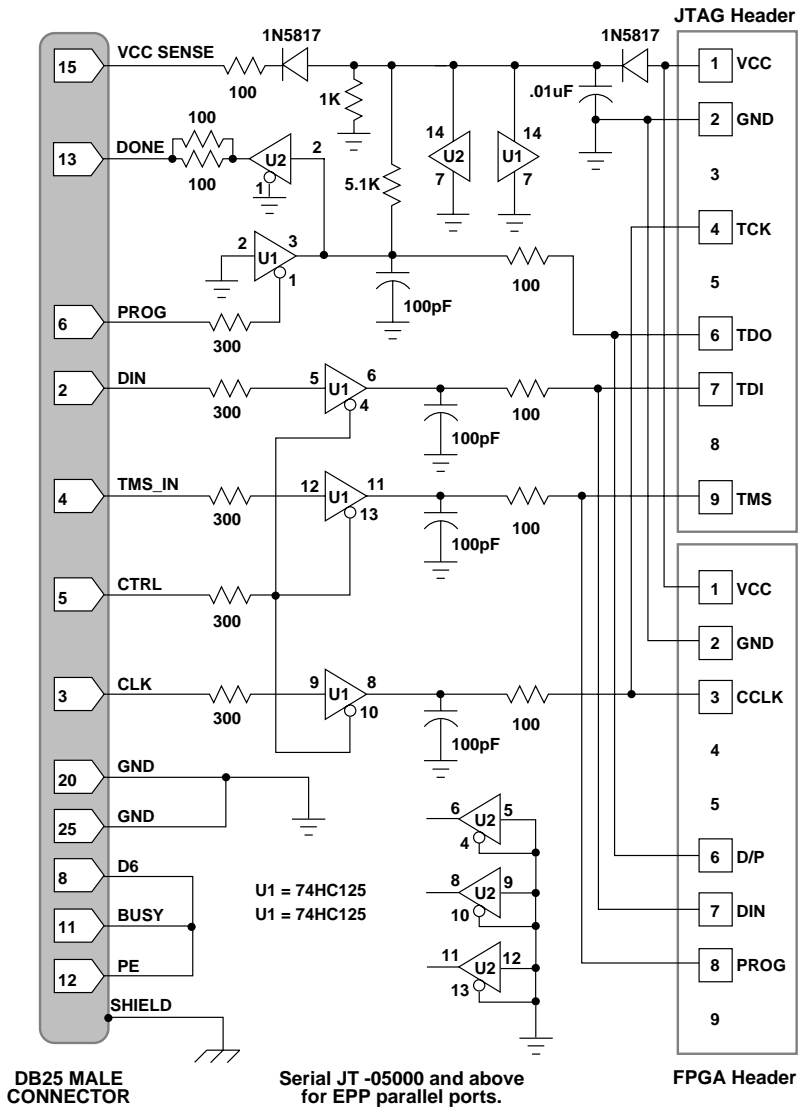 JTAG Header
1N5817
1N5817
15 VCC SENSE
100
1K
.01uF
1 VCC
2 GND
13 DONE
100
100
U2
2
1
5.1K
14
U2
7
14
U1
7
3
4 TCK
5
2
U1
3
1
100pF
100
6 PROG
300
6 TDO
2 DIN
300
5
U1
6
4
100pF
100
7 TDI
8
4 TMS_IN
300
12
U1
11
13
100pF
100
9 TMS
5 CTRL
300
1 VCC
2 GND
3 CLK
300
9
U1
8
10
100pF
100
3 CCLK
4
5
20 GND
25 GND
6
U2
5
4
6 D/P
8 D6
U1 = 74HC125
U1 = 74HC125
8
U2
9
10
7 DIN
11 BUSY
12 PE
11
U2
12
13
8 PROG
9
SHIELD
DB25 MALE
CONNECTOR
Serial JT -05000 and above
for EPP parallel ports.
FPGA Header